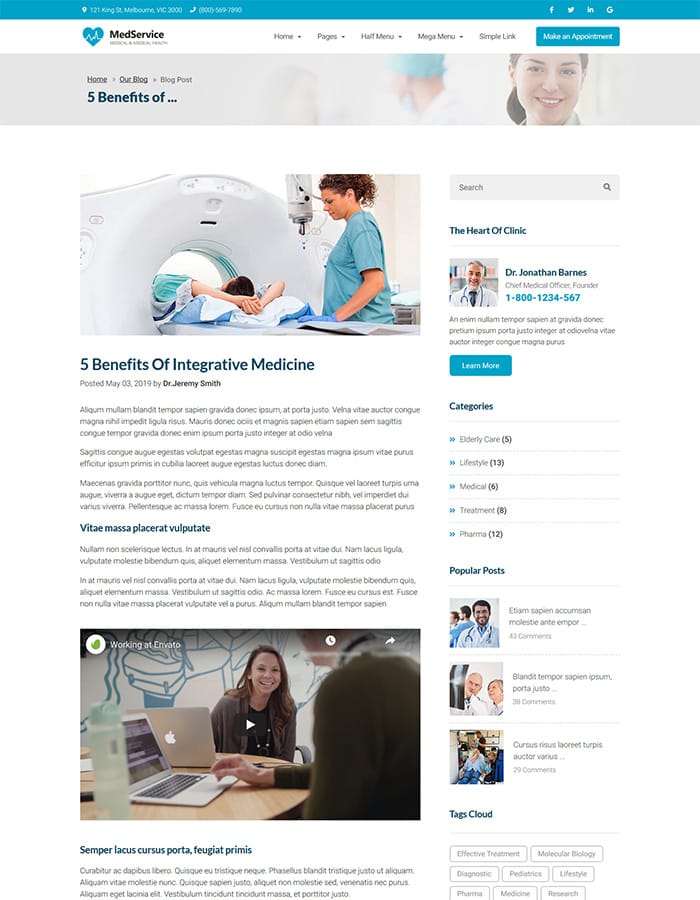 121 King St, Melbourne, VIC 3000 (800)-569-7890
MedService
MEDICAL & MEDICAL HEALTH
Home Pages Half Menu Mega Menu Simple Link Make an Appointment
Home » Our Blog » Blog Post
5 Benefits of ...
5 Benefits Of Integrative Medicine
Posted May 03, 2019 by Dr.Jeremy Smith
Aliqum mullam blandit tempor sapien gravida donec ipsum, at porta justo. Velna vitae auctor congue
magna nihil impedit ligula risus. Mauris donec ociis et magnis sapien etiam sapien sem sagittis
congue tempor gravida donec enim ipsum porta justo integer at odio velna
Sagittis congue augue egestas volutpat egestas magna suscipit egestas magna ipsum vitae purus
efficitur ipsum primis in cubilia laoreet augue egestas luctus donec diam.
Maecenas gravida porttitor nunc, quis vehicula magna luctus tempor. Quisque vel laoreet turpis urna
augue, viverra a augue eget, dictum tempor diam. Sed pulvinar consectetur nibh, vel imperdiet dui
varius viverra. Pellentesque ac massa lorem. Fusce eu cursus non nulla vitae massa placerat purus
Vitae massa placerat vulputate
Nullam non scelerisque lectus. In at mauris vel nisl convallis porta at vitae dui. Nam lacus ligula,
vulputate molestie bibendum quis, aliquet elementum massa. Vestibulum ut sagittis odio
In at mauris vel nisl convallis porta at vitae dui. Nam lacus ligula, vulputate molestie bibendum quis,
aliquet elementum massa. Vestibulum ut sagittis odio. Ac massa lorem. Fusce eu cursus est. Fusce
non nulla vitae massa placerat vulputate vel a purus. Aliqum mullam blandit tempor sapien
Working at Envato
Semper lacus cursus porta, feugiat primis
Curabitur ac dapibus libero. Quisque eu tristique neque. Phasellus blandit tristique justo ut aliquam.
Aliquam vitae molestie nunc. Quisque sapien justo, aliquet non molestie sed, venenatis nec purus.
Aliquam eget lacinia elit. Vestibulum tincidunt tincidunt massa, et porttitor justo.
Search
The Heart Of Clinic
Dr. Jonathan Barnes
Chief Medical Officer, Founder
1-800-1234-567
An enim nullam tempor sapien at gravida donec
pretium ipsum porta justo integer at odiovelna vitae
auctor integer congue magna purus
Learn More
Categories
Elderly Care (5)
Lifestyle (13)
Medical (6)
Treatment (8)
Pharma (12)
Popular Posts
Etiam sapien accumsan
molestie ante empor ...
43 Comments
Blandit tempor sapien ipsum,
porta justo ...
38 Comments
Cursus risus laoreet turpis
auctor varius ...
29 Comments
Tags Cloud
Effective Treatment Molecular Biology
Diagnostic Pediatrics Lifestyle
Pharma Medicine Research